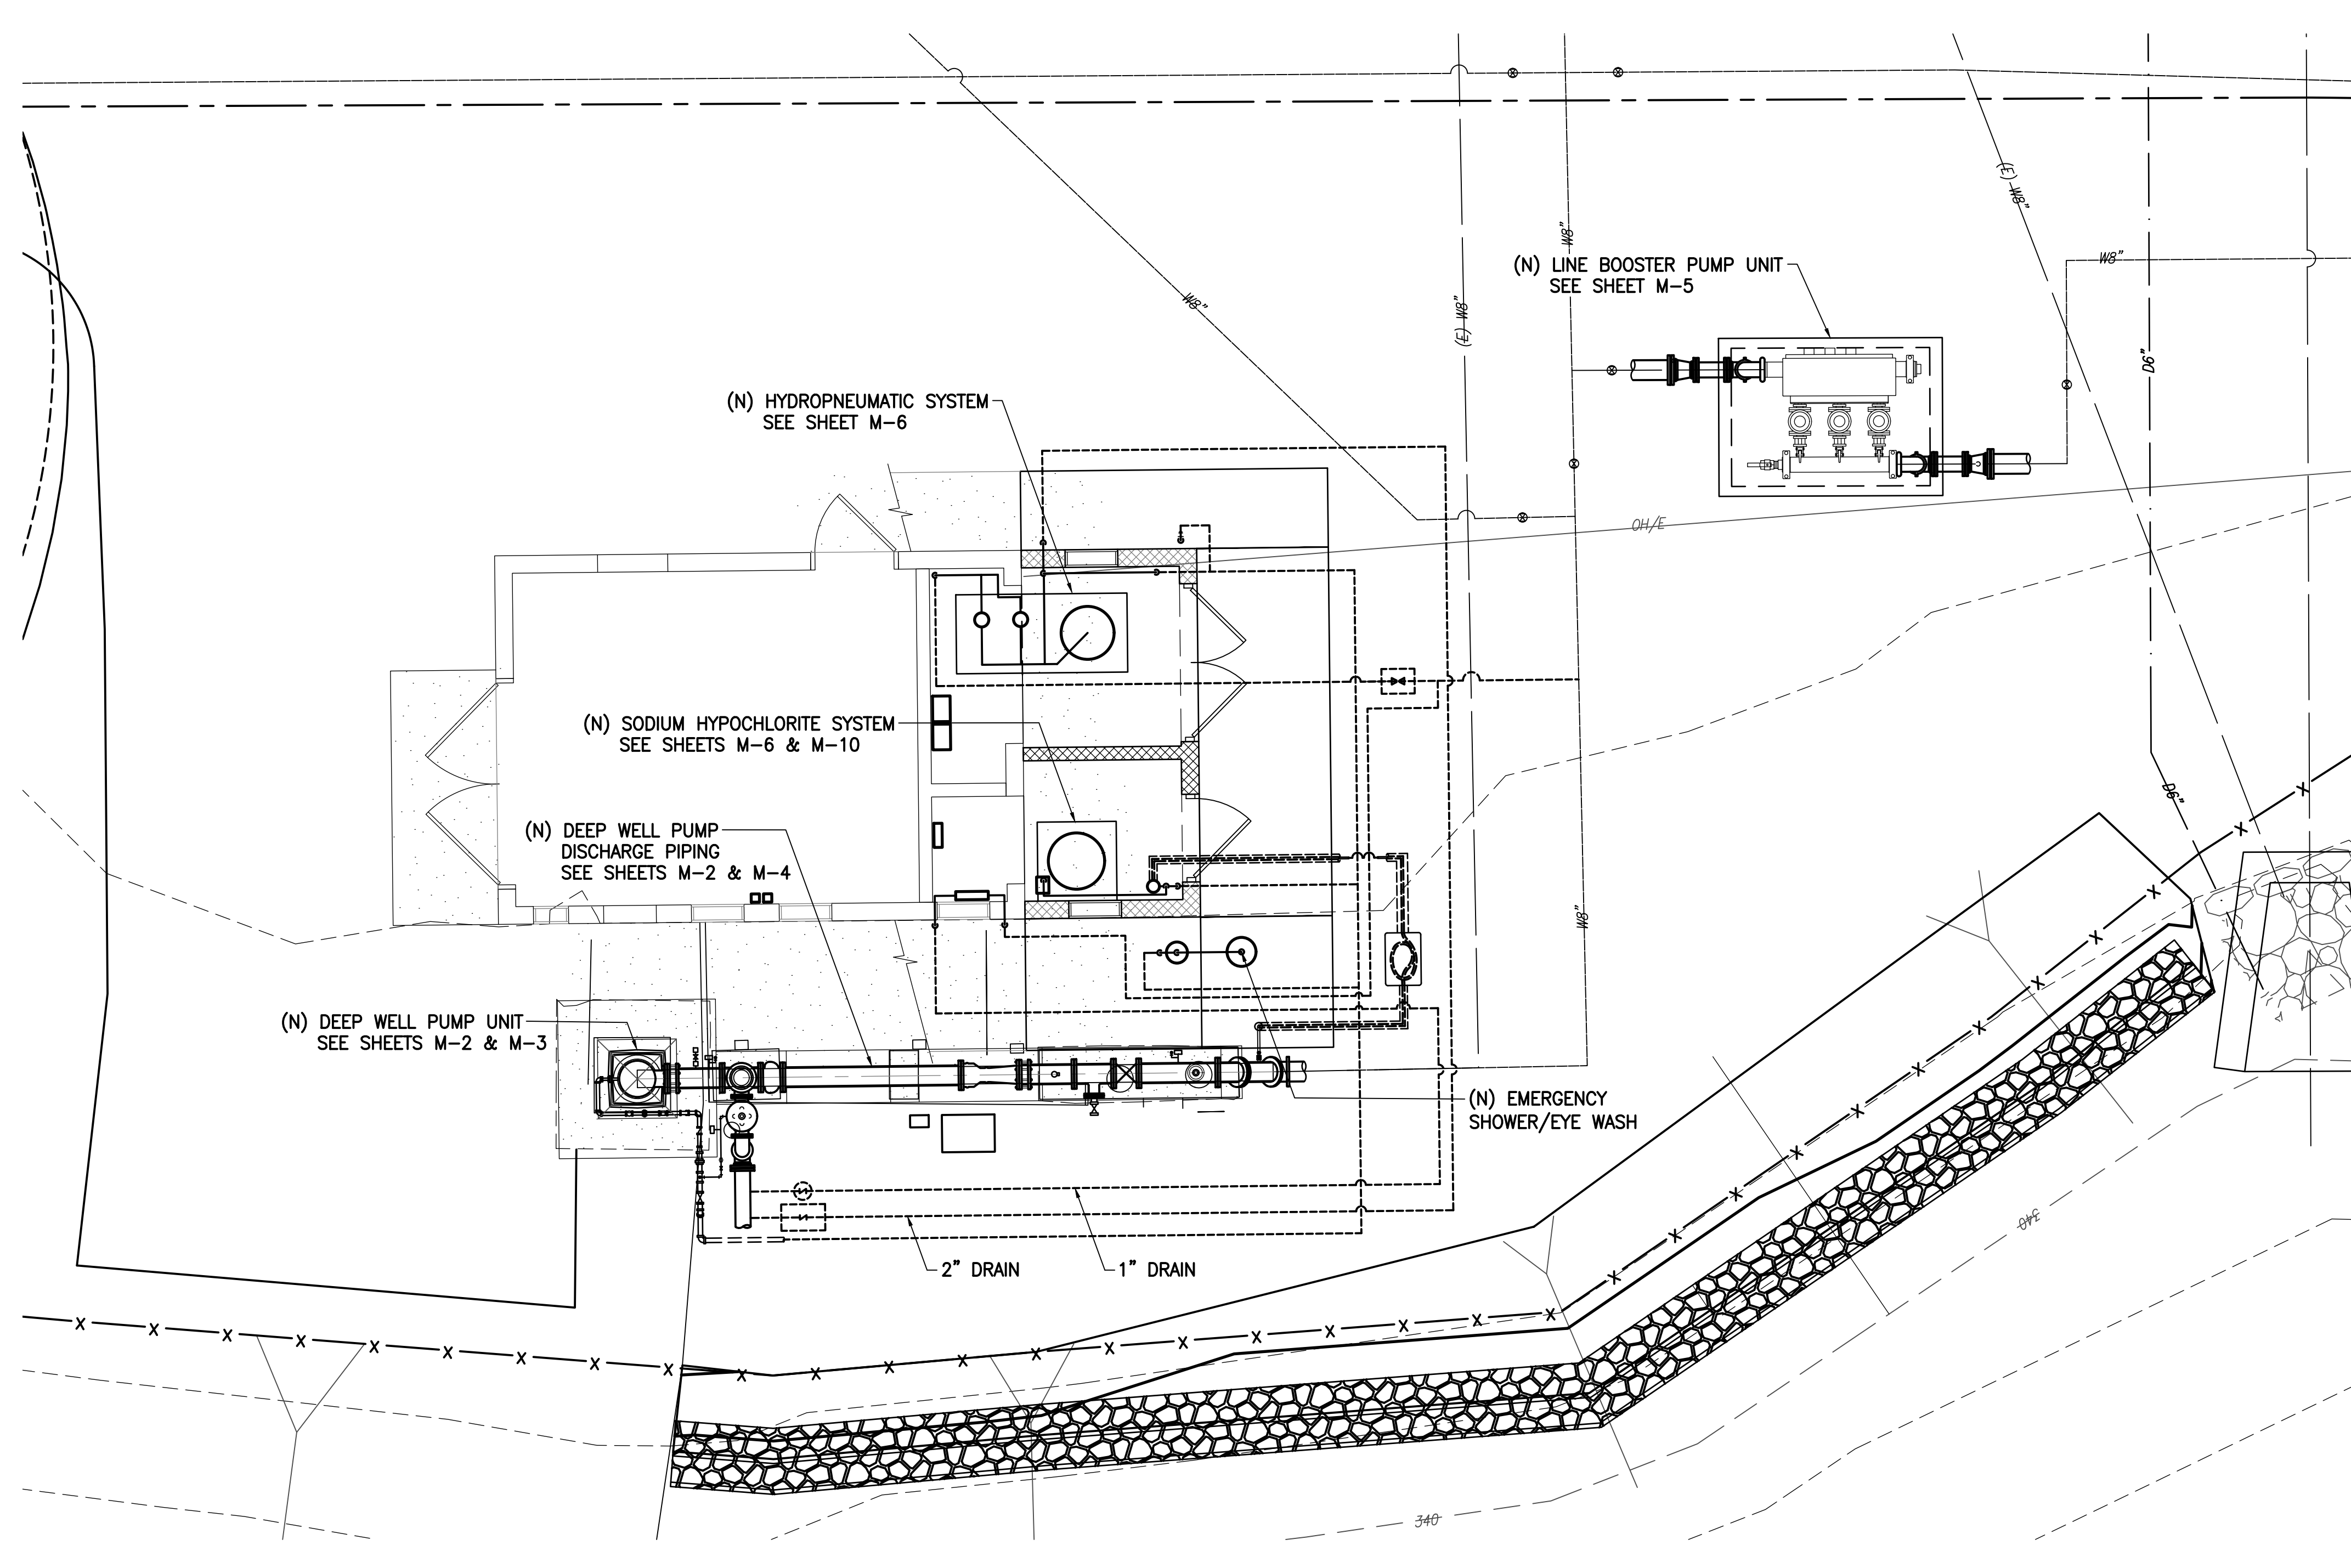 (E) W8"
W8"
W8"
(N) LINE BOOSTER PUMP UNIT
SEE SHEET M-5
W8"
(E) W8"
D6"
(N) HYDROPNEUMATIC SYSTEM
SEE SHEET M-6
OH/E
(N) SODIUM HYPOCHLORITE SYSTEM
SEE SHEETS M-6 & M-10
D6"
(N) DEEP WELL PUMP
DISCHARGE PIPING
SEE SHEETS M-2 & M-4
W8"
(N) DEEP WELL PUMP UNIT
SEE SHEETS M-2 & M-3
(N) EMERGENCY
SHOWER/EYE WASH
340
2" DRAIN
1" DRAIN
340